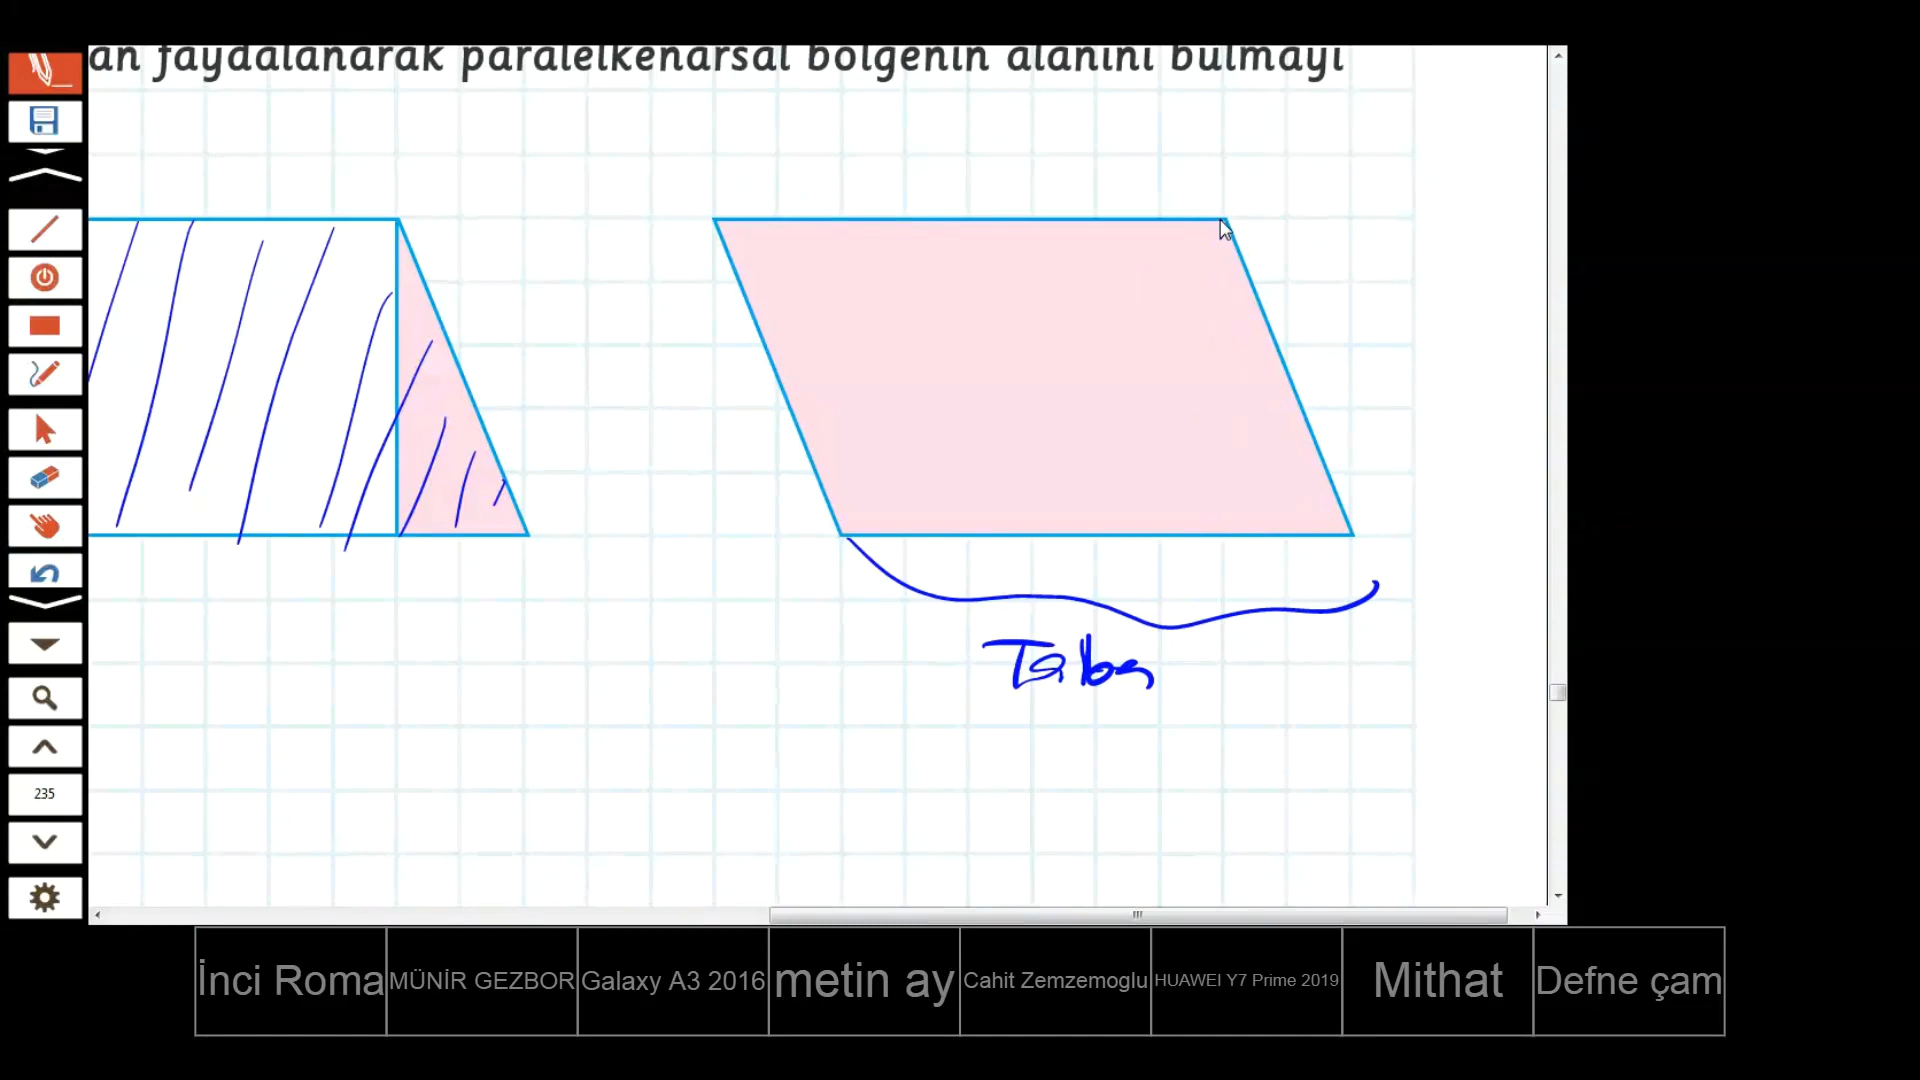 an faydalanarak paralelkenarsal bölgenin alanını bulmayı
Taban
235
İnci Roma
MÜNİR GEZBOR
Galaxy A3 2016
metin ay
Cahit Zemzemoglu
HUAWEI Y7 Prime 2019
Mithat
Defne çam